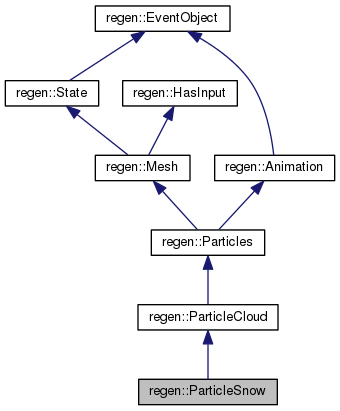 regen::EventObject
regen::State
regen::HasInput
regen::Mesh
regen::Animation
regen::Particles
regen::ParticleCloud
regen::ParticleSnow